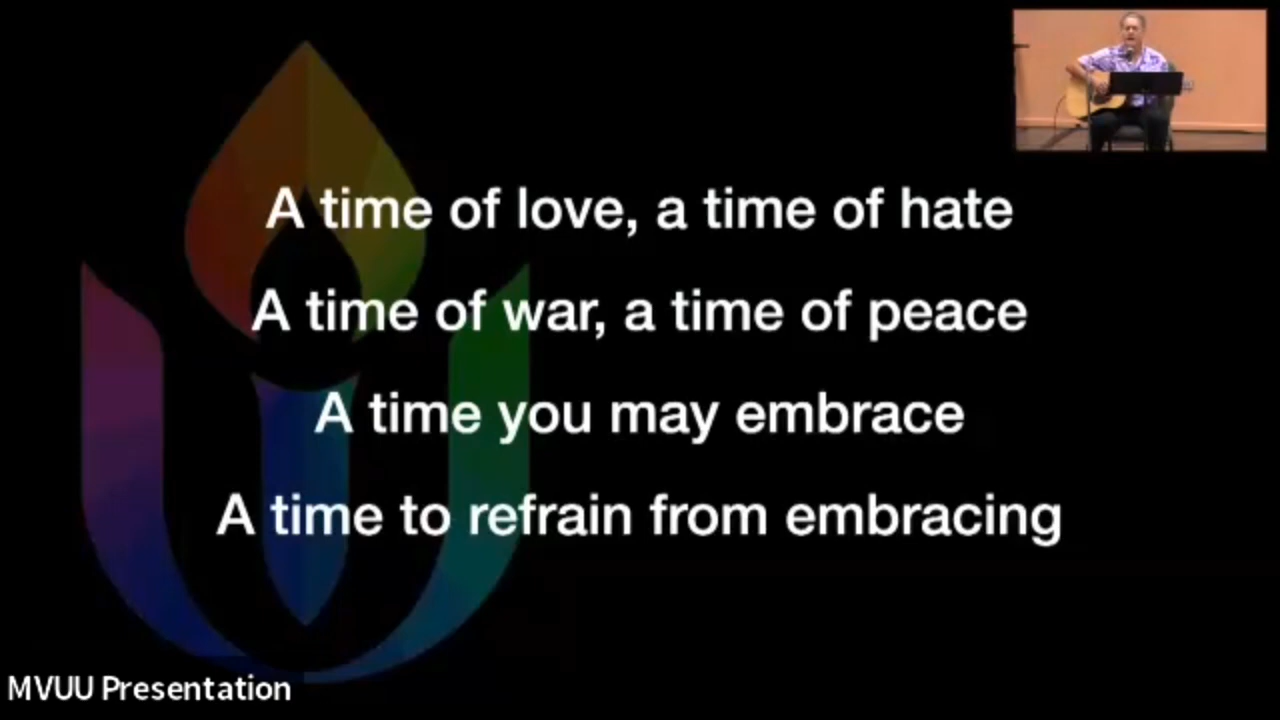 A time of love, a time of hate
A time of war, a time of peace
A time you may embrace
A time to refrain from embracing
MVUU Presentation